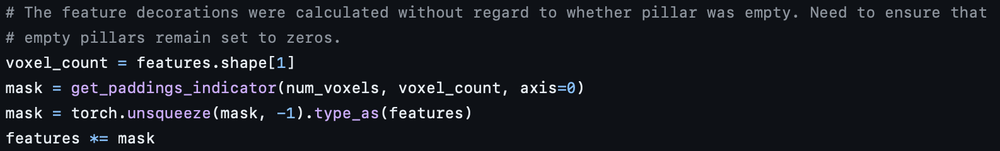 # The feature decorations were calculated without regard to whether pillar was empty. Need to ensure that
# empty pillars remain set to zeros.
voxel_count = features.shape[1]
mask = get_paddings_indicator(num_voxels, voxel_count, axis=0)
mask = torch.unsqueeze(mask, -1).type_as(features)
features *= mask